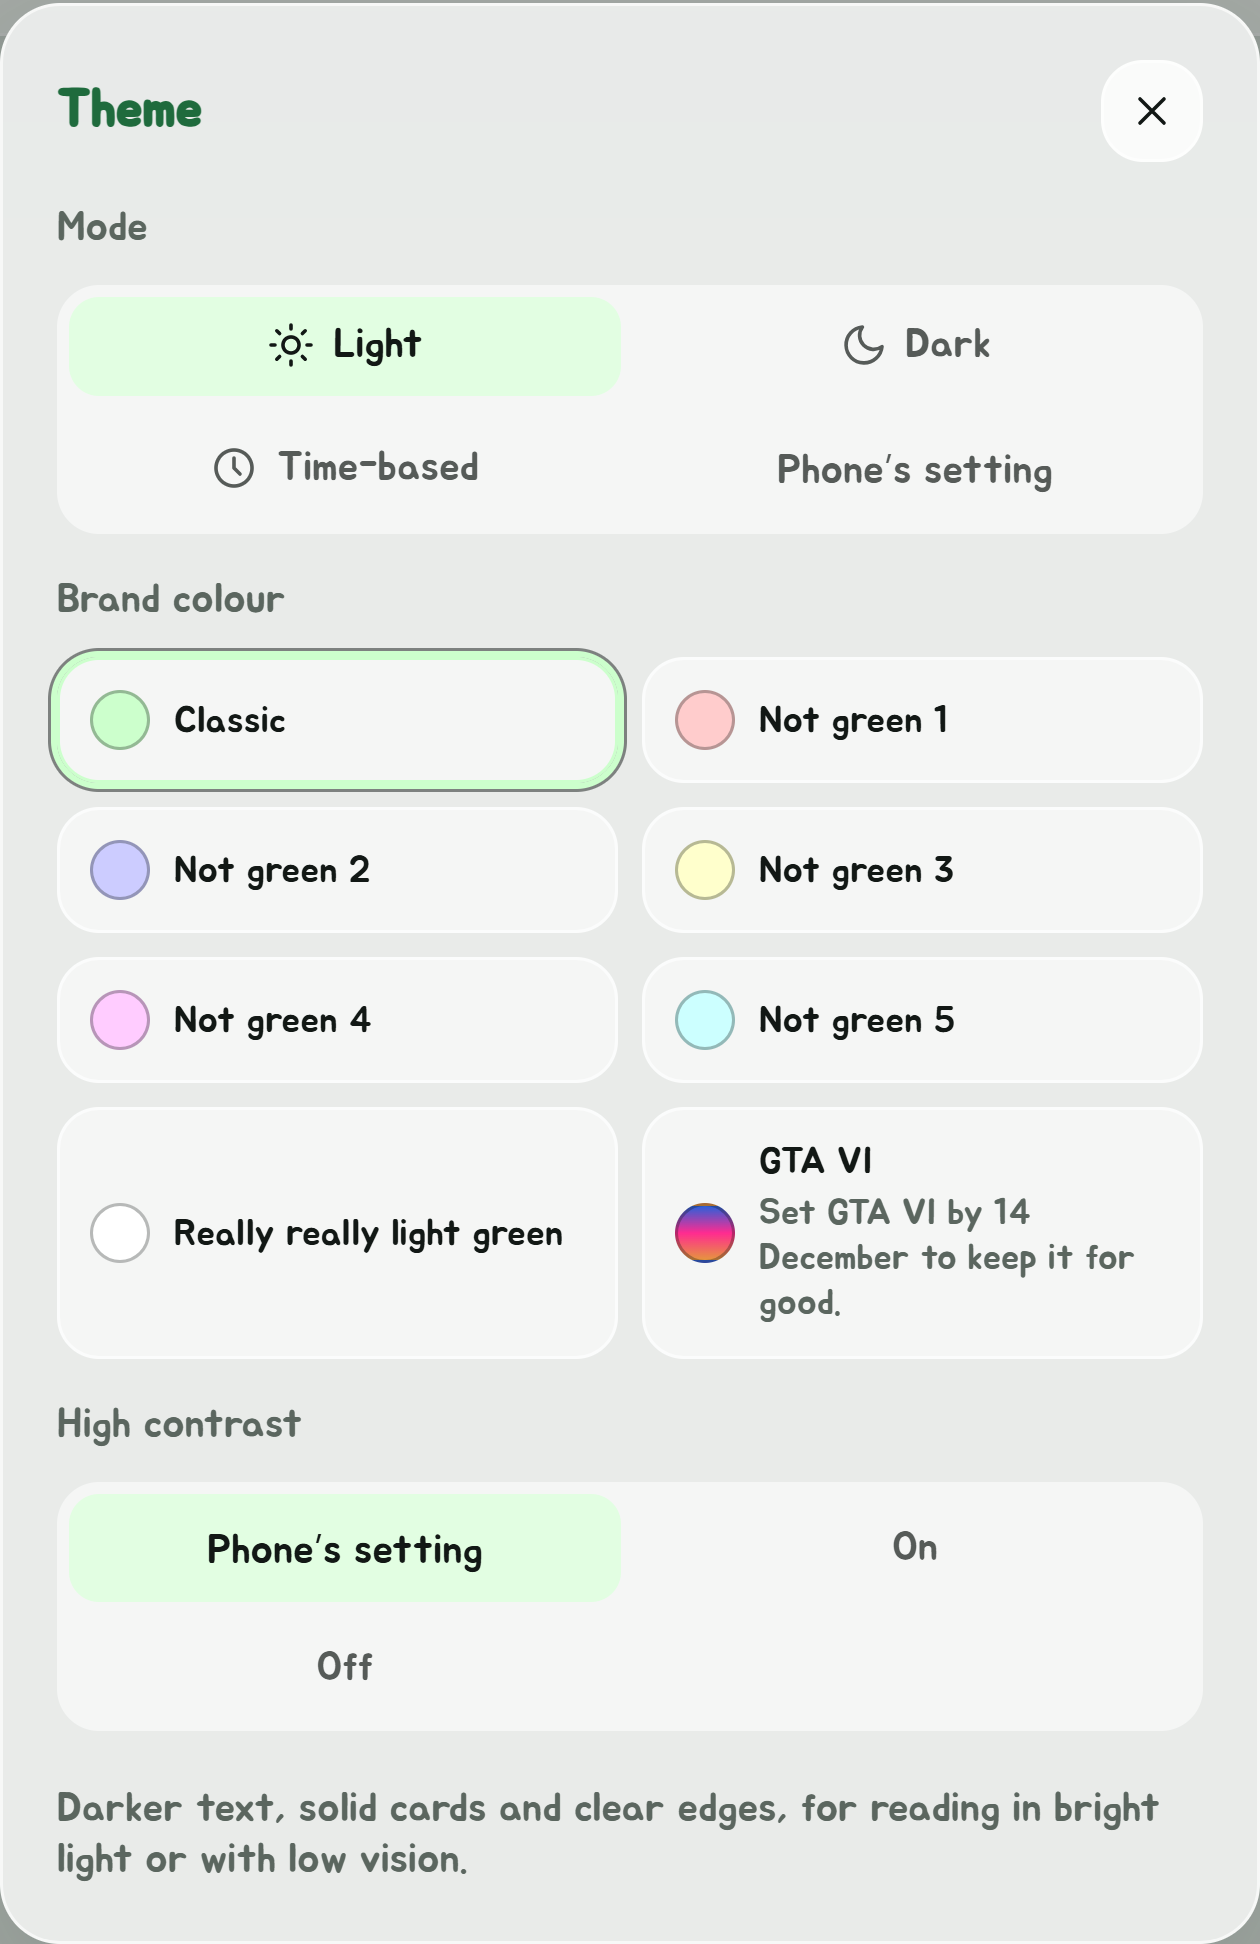 Theme
Mode
Light
Dark
Time-based
Phone's setting
Brand colour
Classic
Not green 1
Not green 2
Not green 3
Not green 4
Not green 5
Really really light green
GTA VI
Set GTA VI by 14
December to keep it for
good.
High contrast
Phone's setting
On
Off
Darker text, solid cards and clear edges, for reading in bright
light or with low vision.